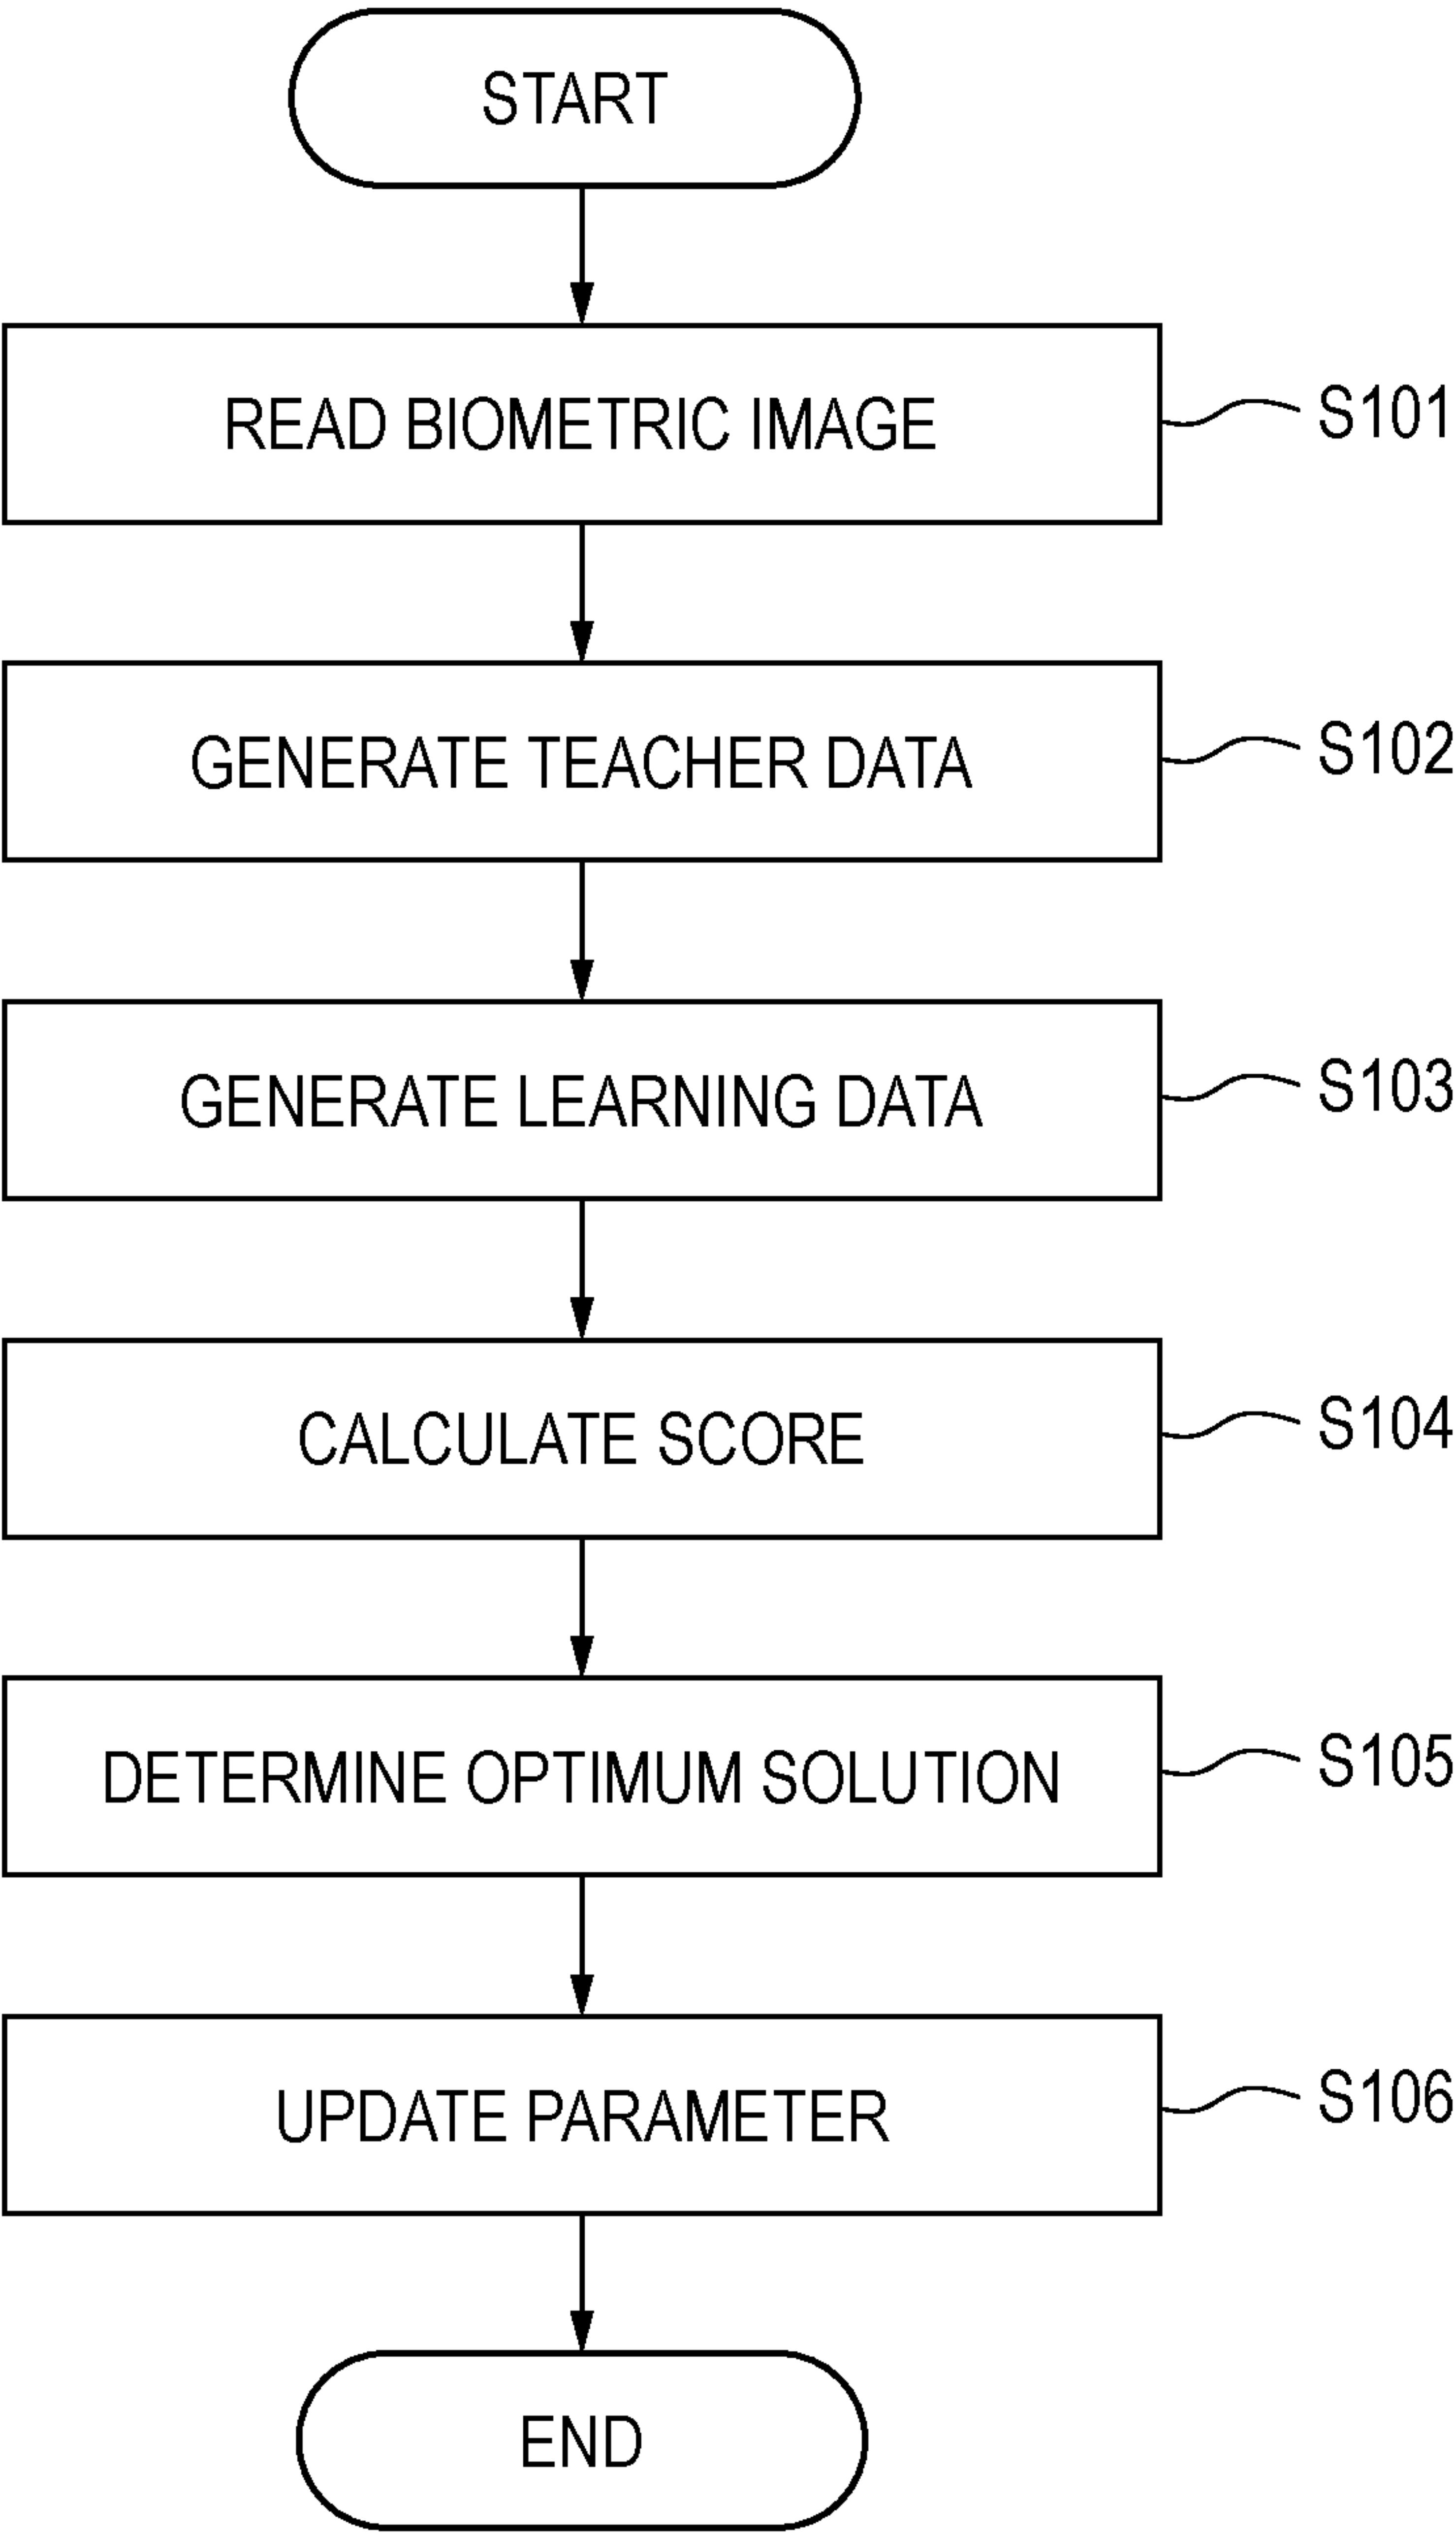 START
READ BIOMETRIC IMAGE S101
GENERATE TEACHER DATA S102
GENERATE LEARNING DATA S103
CALCULATE SCORE S104
DETERMINE OPTIMUM SOLUTION S105
UPDATE PARAMETER S106
END